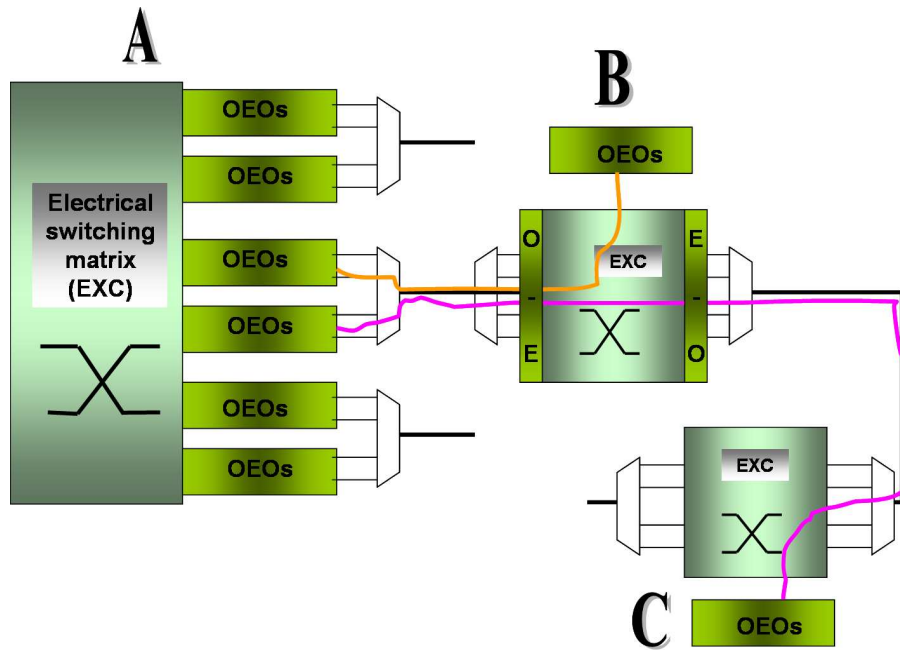 A
OEOs
OEOs
Electrical
switching
matrix
(EXC)
OEOs
OEOs
OEOs
OEOs
B
OEOs
O
-
E
EXC
E
-
O
EXC
C
OEOs